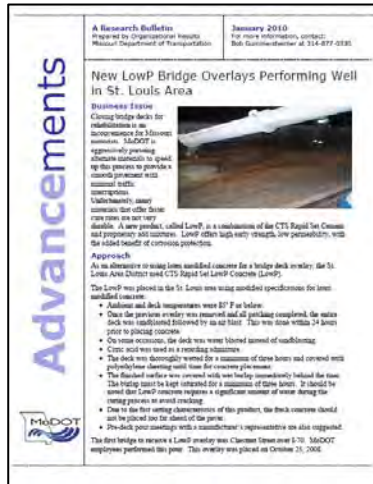 Advancements
A Research Bulletin
Prepared by Organizational Results
Missouri Department of Transportation
January 2010
For more information, contact:
Bob Gummersheimer at 314-877-0335
New LowP Bridge Overlays Performing Well
in St. Louis Area
Business Issue
Closing bridge decks for
rehabilitation is an
inconvenience for Missouri
motorists. MoDOT is
aggressively pursuing
alternate materials to speed
up this process to provide a
smooth pavement with
minimal traffic
interruptions.
Unfortunately, many
materials that offer faster
cure rates are not very
durable. A new product, called LowP, is a combination of the CTS Rapid Set Cement
and proprietary add mixtures. LowP offers high early strength, low permeability, with
the added benefit of corrosion protection.
Approach
As an alternative to using latex modified concrete for a bridge deck overlay, the St.
Louis Area District used CTS Rapid Set LowP Concrete (LowP).
The LowP was placed in the St. Louis area using modified specifications for latex
modified concrete:
• Ambient and deck temperatures were 85° F or below.
• Once the previous overlay was removed and all patching completed, the entire
deck was sandblasted followed by an air blast. This was done within 24 hours
prior to placing concrete.
• On some occasions, the deck was water blasted instead of sandblasting.
• Citric acid was used as a retarding admixture.
• The deck was thoroughly wetted for a minimum of three hours and covered with
polyethylene sheeting until time for concrete placement.
• The finished surface was covered with wet burlap immediately behind the tines.
The burlap must be kept saturated for a minimum of three hours. It should be
noted that LowP concrete requires a significant amount of water during the
curing process to avoid cracking.
• Due to the fast setting characteristics of this product, the fresh concrete should
not be placed too far ahead of the paver.
• Pre-deck pour meetings with a manufacturer's representative are also suggested.
The first bridge to receive a LowP overlay was Chestnut Street over I-70. MoDOT
employees performed this pour. This overlay was placed on October 25, 2008.
MoDOT